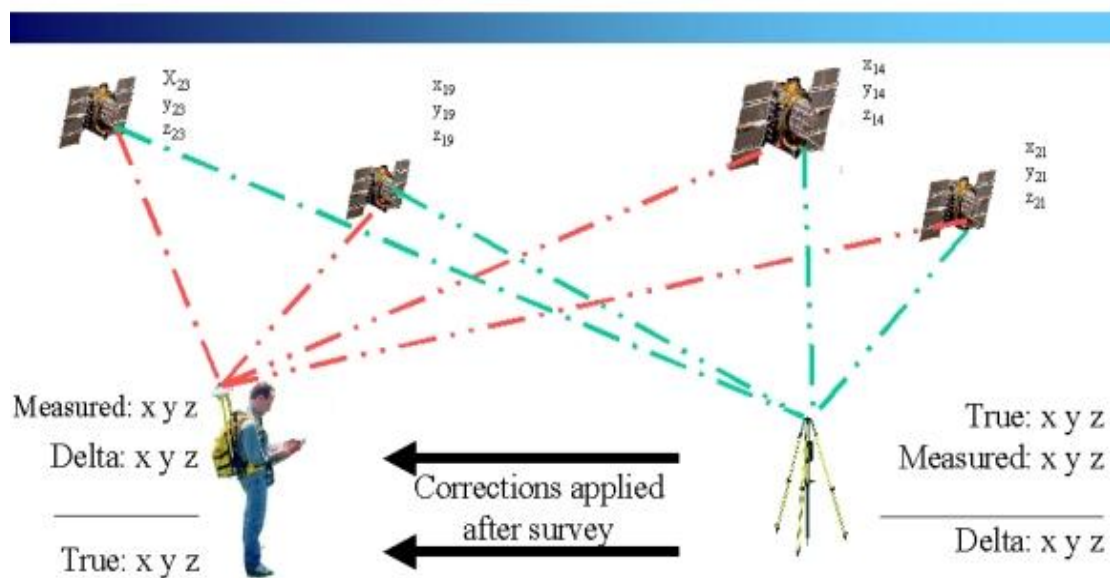 X23
y23
z23
x19
y19
z19
x14
y14
z14
x21
y21
z21
Measured: x y z
Delta: x y z
True: x y z
Corrections applied
after survey
True: x y z
Measured: x y z
Delta: x y z